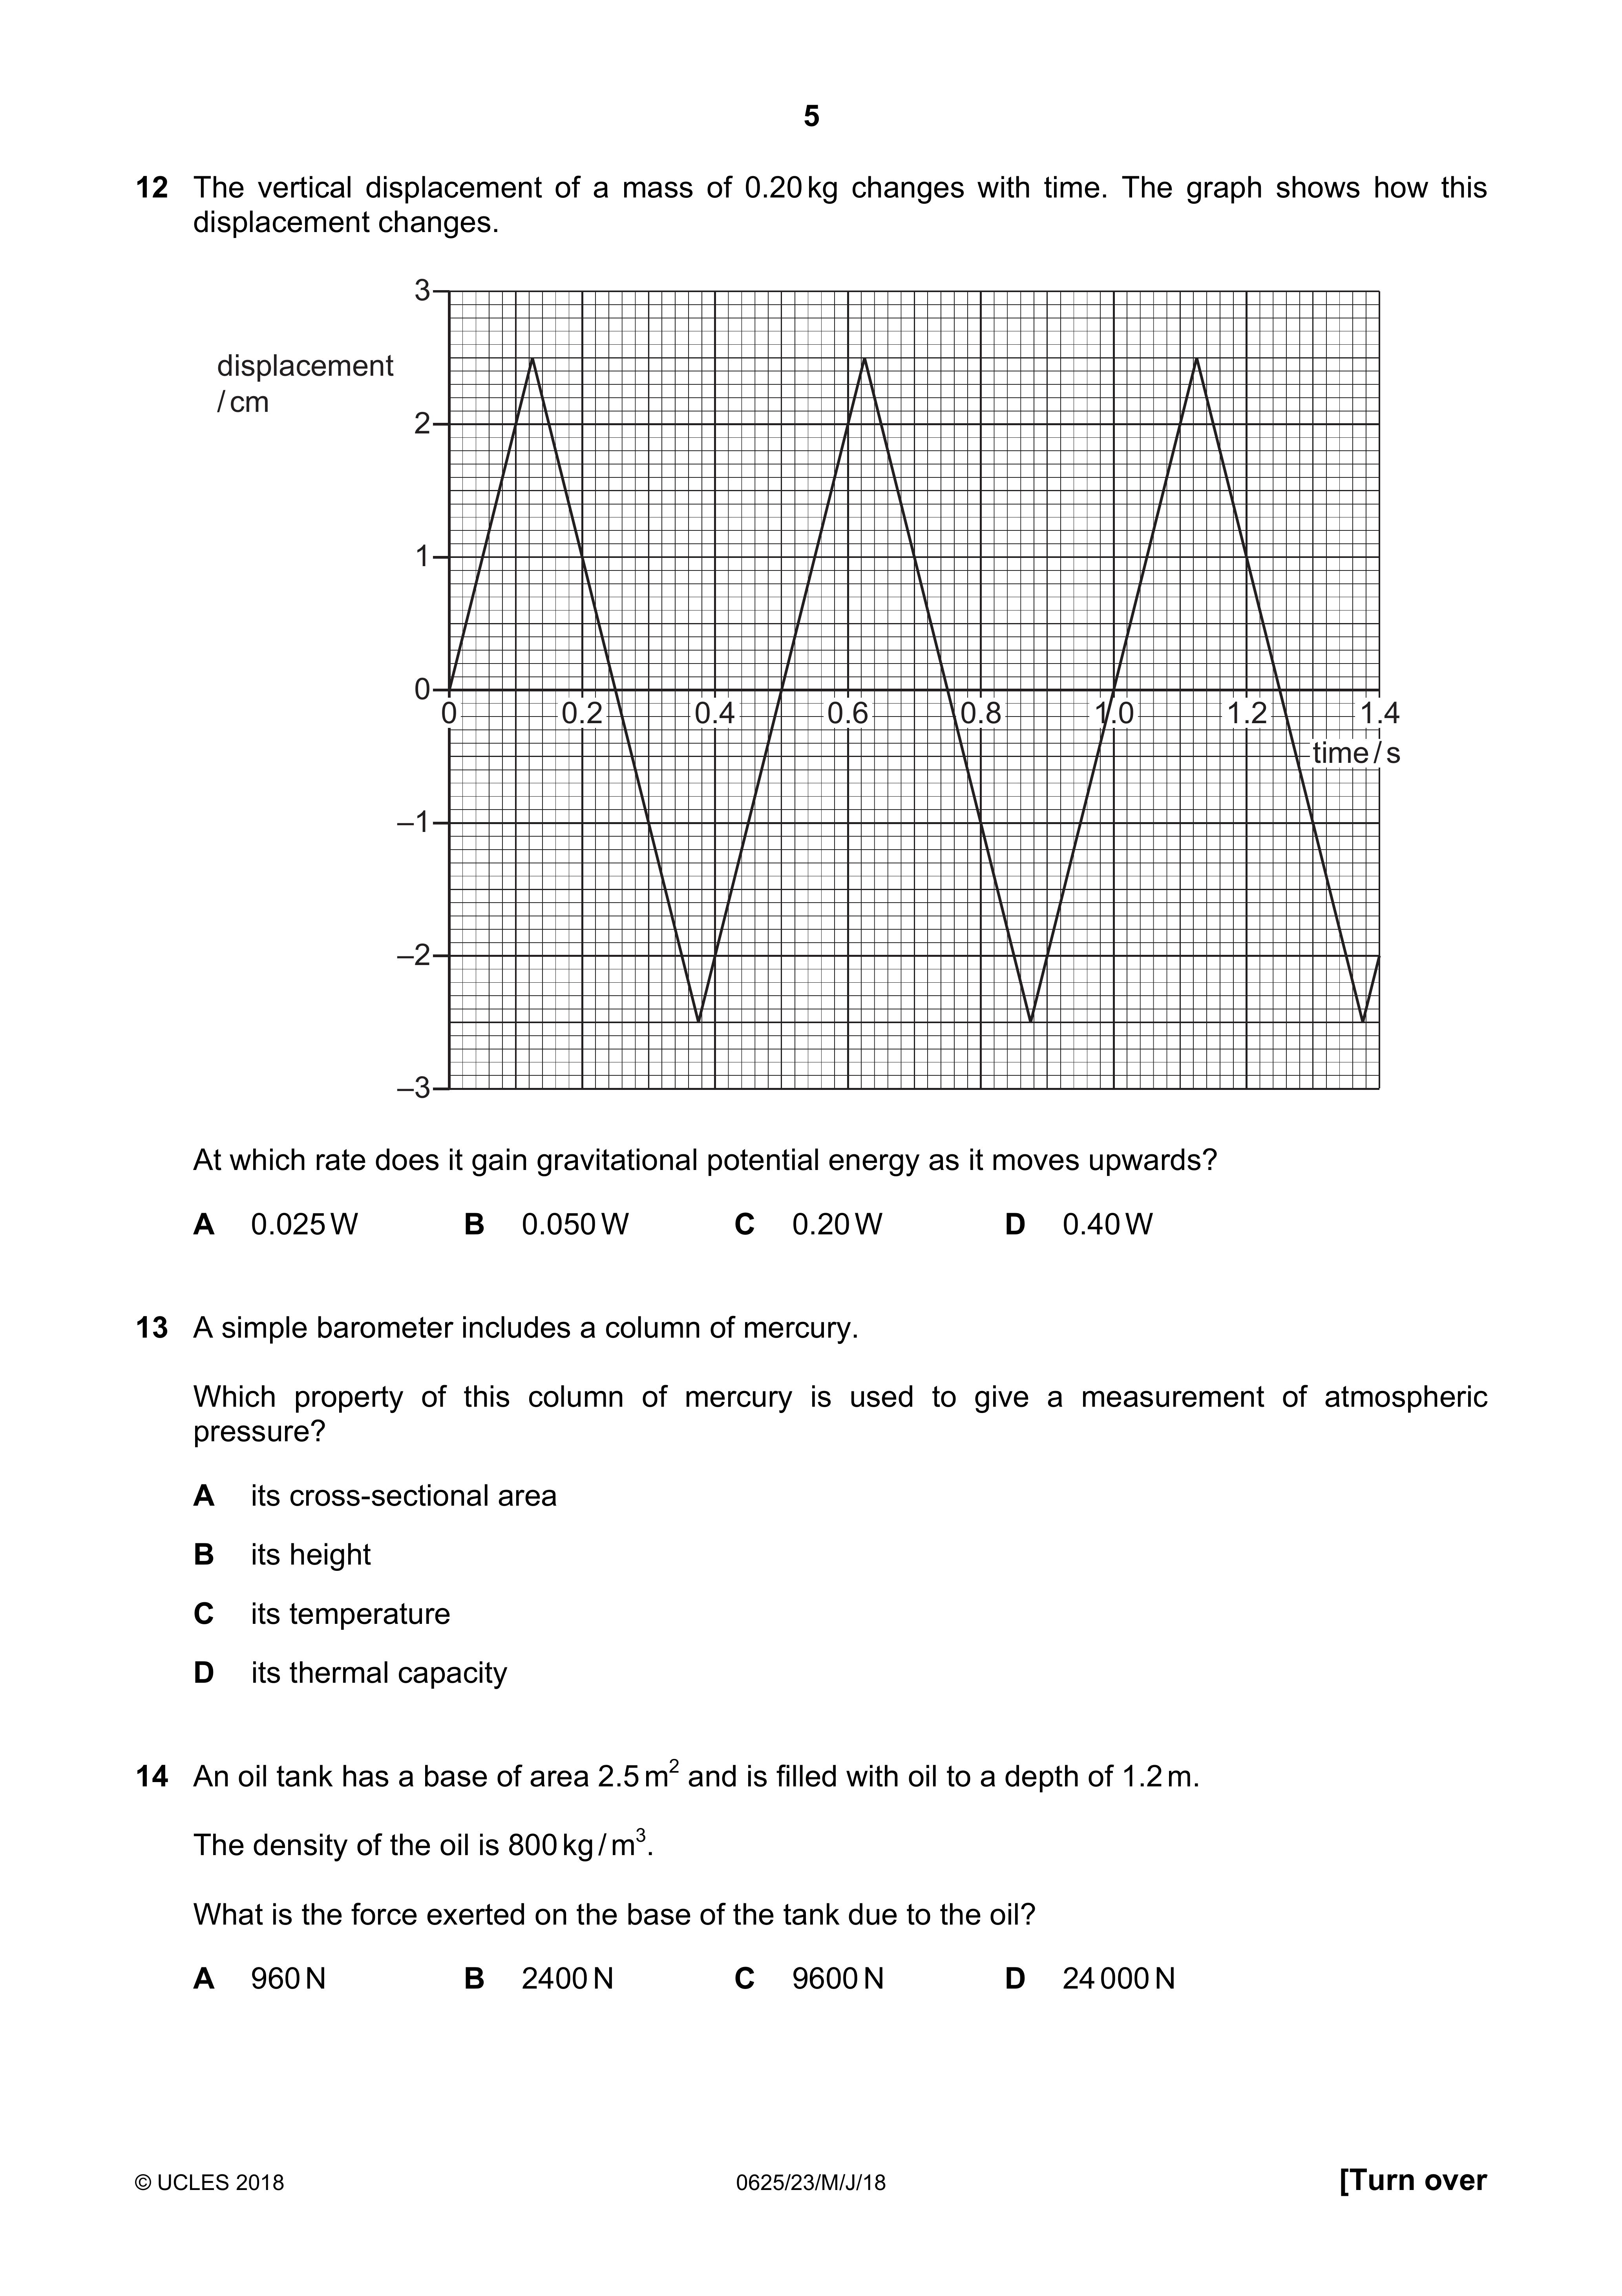 5
12 The vertical displacement of a mass of 0.20 kg changes with time. The graph shows how this
displacement changes.
3
displacement
/ cm
2
1
0
0 0.2 0.4 0.6 0.8 1.0 1.2 1.4
time / s
–1
–2
–3
At which rate does it gain gravitational potential energy as it moves upwards?
A 0.025 W B 0.050 W C 0.20 W D 0.40 W
13 A simple barometer includes a column of mercury.
Which property of this column of mercury is used to give a measurement of atmospheric
pressure?
A its cross-sectional area
B its height
C its temperature
D its thermal capacity
14 An oil tank has a base of area 2.5 m² and is filled with oil to a depth of 1.2 m.
The density of the oil is 800 kg / m³.
What is the force exerted on the base of the tank due to the oil?
A 960 N B 2400 N C 9600 N D 24 000 N
© UCLES 2018 0625/23/M/J/18 [Turn over